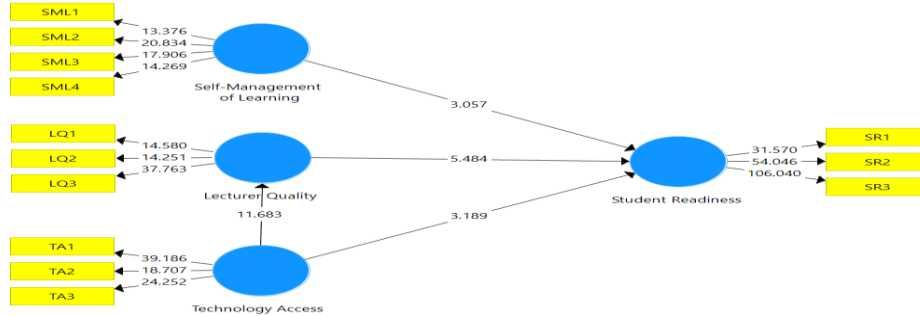 SML1
13.376
SML2
20.834
SML3
17.906
SML4
14.269
Self-Management
of Learning
3.057
LQ1
14.580
LQ2
14.251
LQ3
37.763
Lecturer Quality
5.484
11.683
3.189
SR1
31.570
SR2
54.046
SR3
106.040
Student Readiness
TA1
39.186
TA2
18.707
TA3
24.252
Technology Access